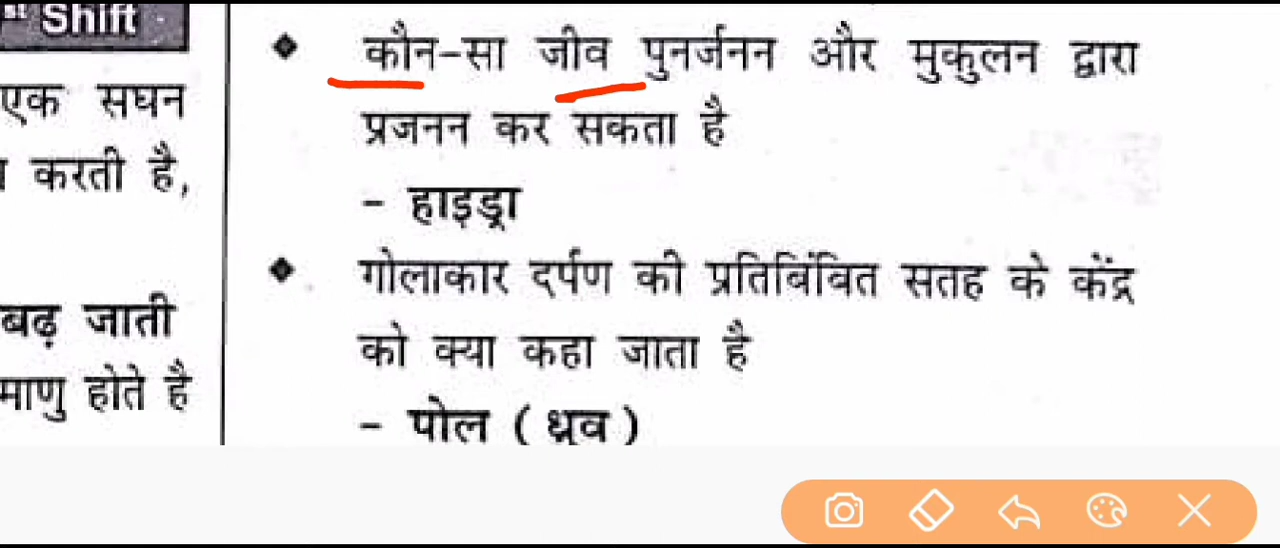 Shift
एक सघन
करती है,
बढ़ जाती
माणु होते है
कौन-सा जीव पुनर्जनन और मुकुलन द्वारा
प्रजनन कर सकता है
- हाइड्रा
गोलाकार दर्पण की प्रतिबिंबित सतह के केंद्र
को क्या कहा जाता है
- पोल (ध्रुव)